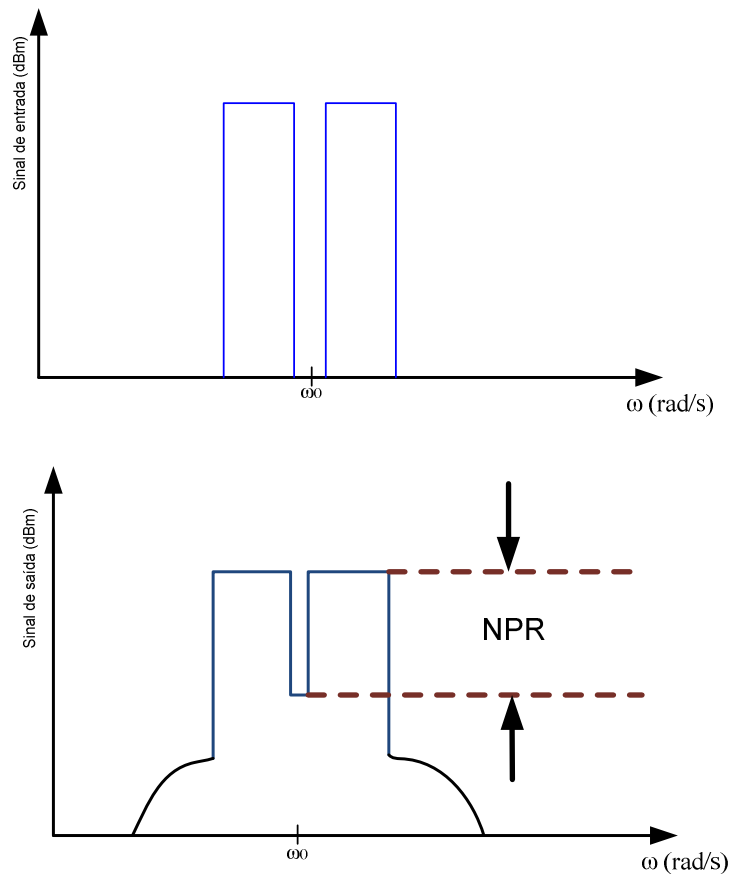 Sinal de entrada (dBm)
ω₀
ω (rad/s)
Sinal de saída (dBm)
NPR
ω₀
ω (rad/s)